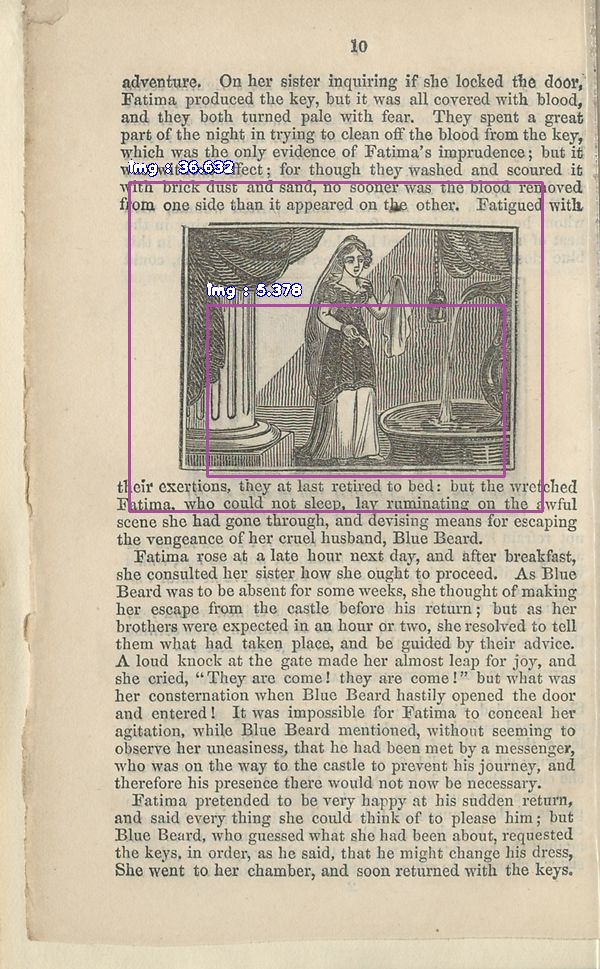 10
adventure. On her sister inquiring if she locked the door,
Fatima produced the key, but it was all covered with blood,
and they both turned pale with fear. They spent a great
part of the night in trying to clean off the blood from the key,
which was the only evidence of Fatima's imprudence; but it
img : 36.632
ffect; for though they washed and scoured it
with brick dust and sand, no sooner was the blood removed
from one side than it appeared on the other. Fatigued with
img : 5.378
their exertions, they at last retired to bed: but the wretched
Fatima, who could not sleep, lay ruminating on the awful
scene she had gone through, and devising means for escaping
the vengeance of her cruel husband, Blue Beard.
Fatima rose at a late hour next day, and after breakfast,
she consulted her sister how she ought to proceed. As Blue
Beard was to be absent for some weeks, she thought of making
her escape from the castle before his return; but as her
brothers were expected in an hour or two, she resolved to tell
them what had taken place, and be guided by their advice.
A loud knock at the gate made her almost leap for joy, and
she cried, "They are come! they are come!" but what was
her consternation when Blue Beard hastily opened the door
and entered! It was impossible for Fatima to conceal her
agitation, while Blue Beard mentioned, without seeming to
observe her uneasiness, that he had been met by a messenger,
who was on the way to the castle to prevent his journey, and
therefore his presence there would not now be necessary.
Fatima pretended to be very happy at his sudden return,
and said every thing she could think of to please him; but
Blue Beard, who guessed what she had been about, requested
the keys, in order, as he said, that he might change his dress,
She went to her chamber, and soon returned with the keys.